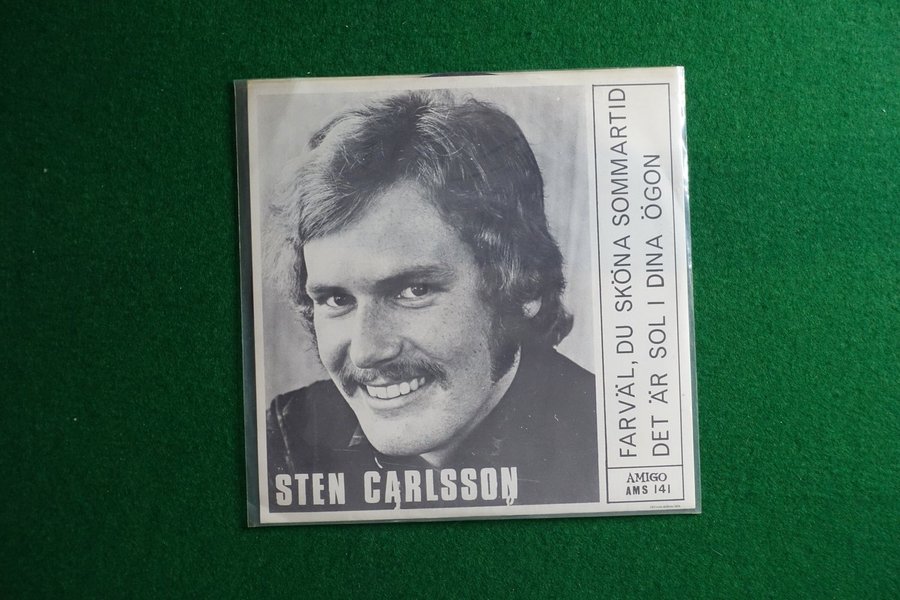 STEN CARLSSON
FARVÄL, DU SKÖNA SOMMARTID
DET ÄR SOL I DINA ÖGON
AMIGO
AMS 141